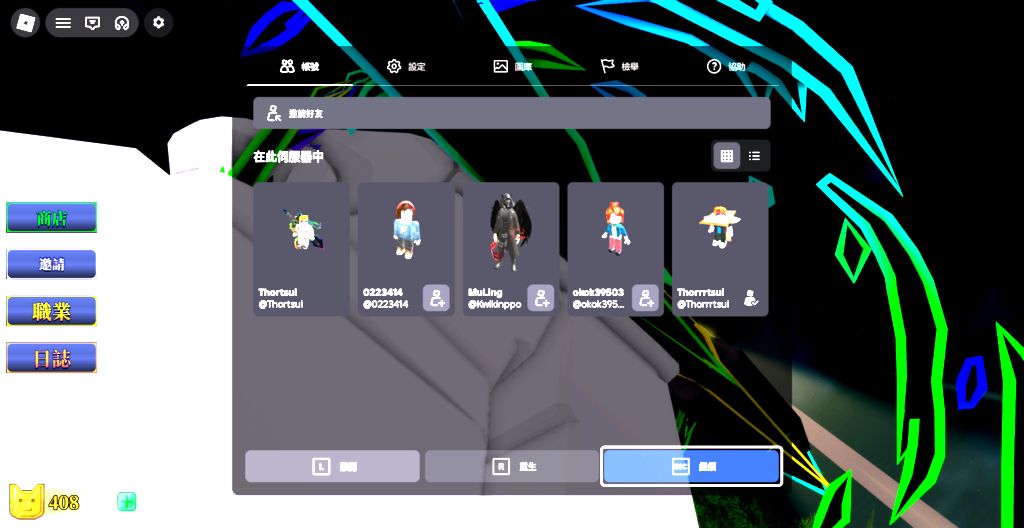 帳號
設定
圖庫
檢舉
協助
邀請好友
在此伺服器中
商店
邀請
職業
日誌
Thortsui
@Thortsui
0223414
@0223414
MuLing
@Kwikinppo
okok39503
@okok395...
Thorrrtsui
@Thorrrtsui
L 離開
R 重生
ESC 繼續
408